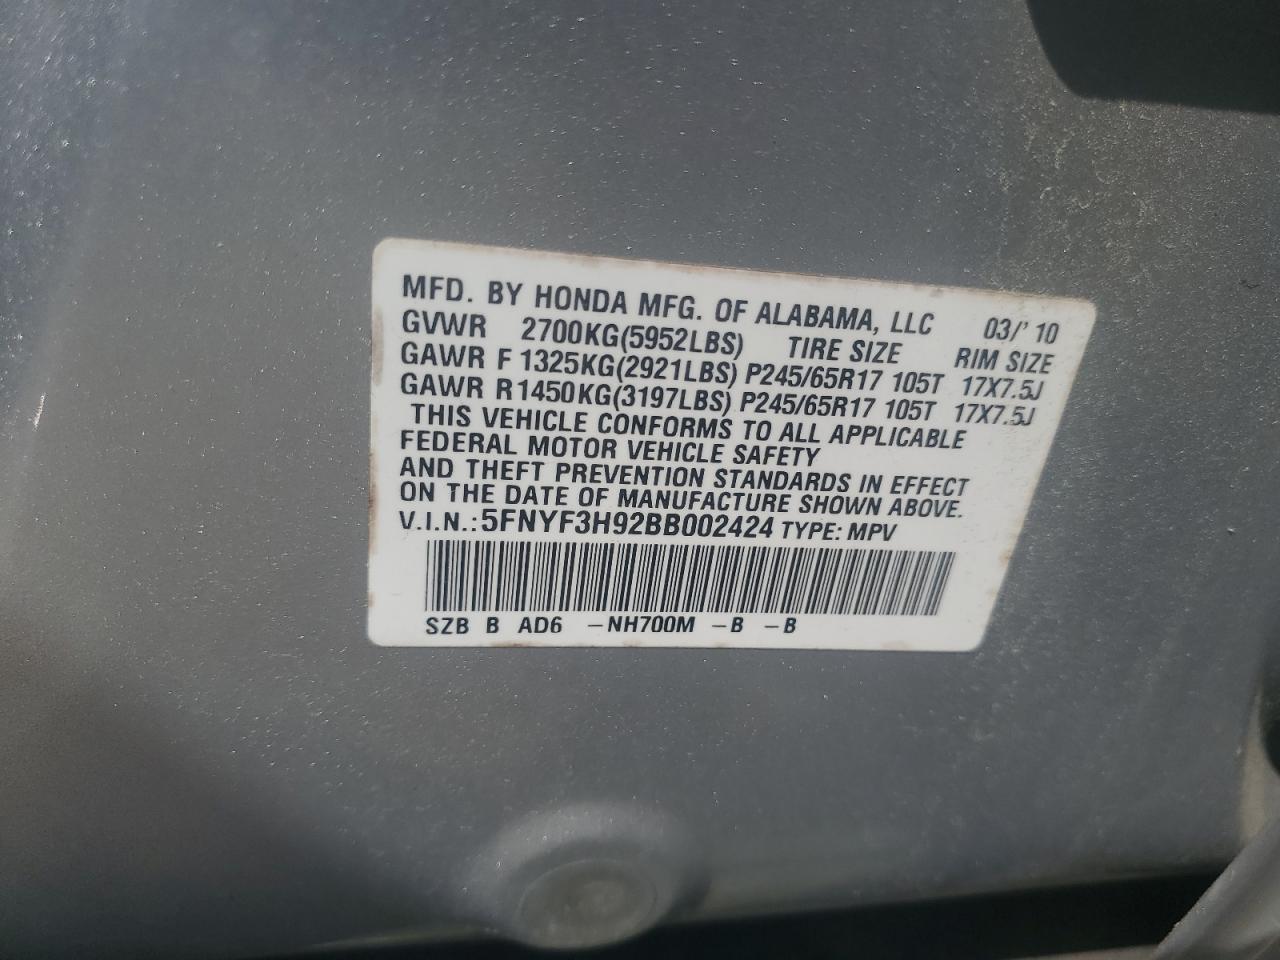 MFD. BY HONDA MFG. OF ALABAMA, LLC 03/'10
GVWR 2700KG(5952LBS) TIRE SIZE RIM SIZE
GAWR F 1325KG(2921LBS) P245/65R17 105T 17X7.5J
GAWR R1450KG(3197LBS) P245/65R17 105T 17X7.5J
THIS VEHICLE CONFORMS TO ALL APPLICABLE
FEDERAL MOTOR VEHICLE SAFETY
AND THEFT PREVENTION STANDARDS IN EFFECT
ON THE DATE OF MANUFACTURE SHOWN ABOVE.
V.I.N.: 5FNYF3H92BB002424 TYPE: MPV
SZB B AD6 -NH700M -B -B